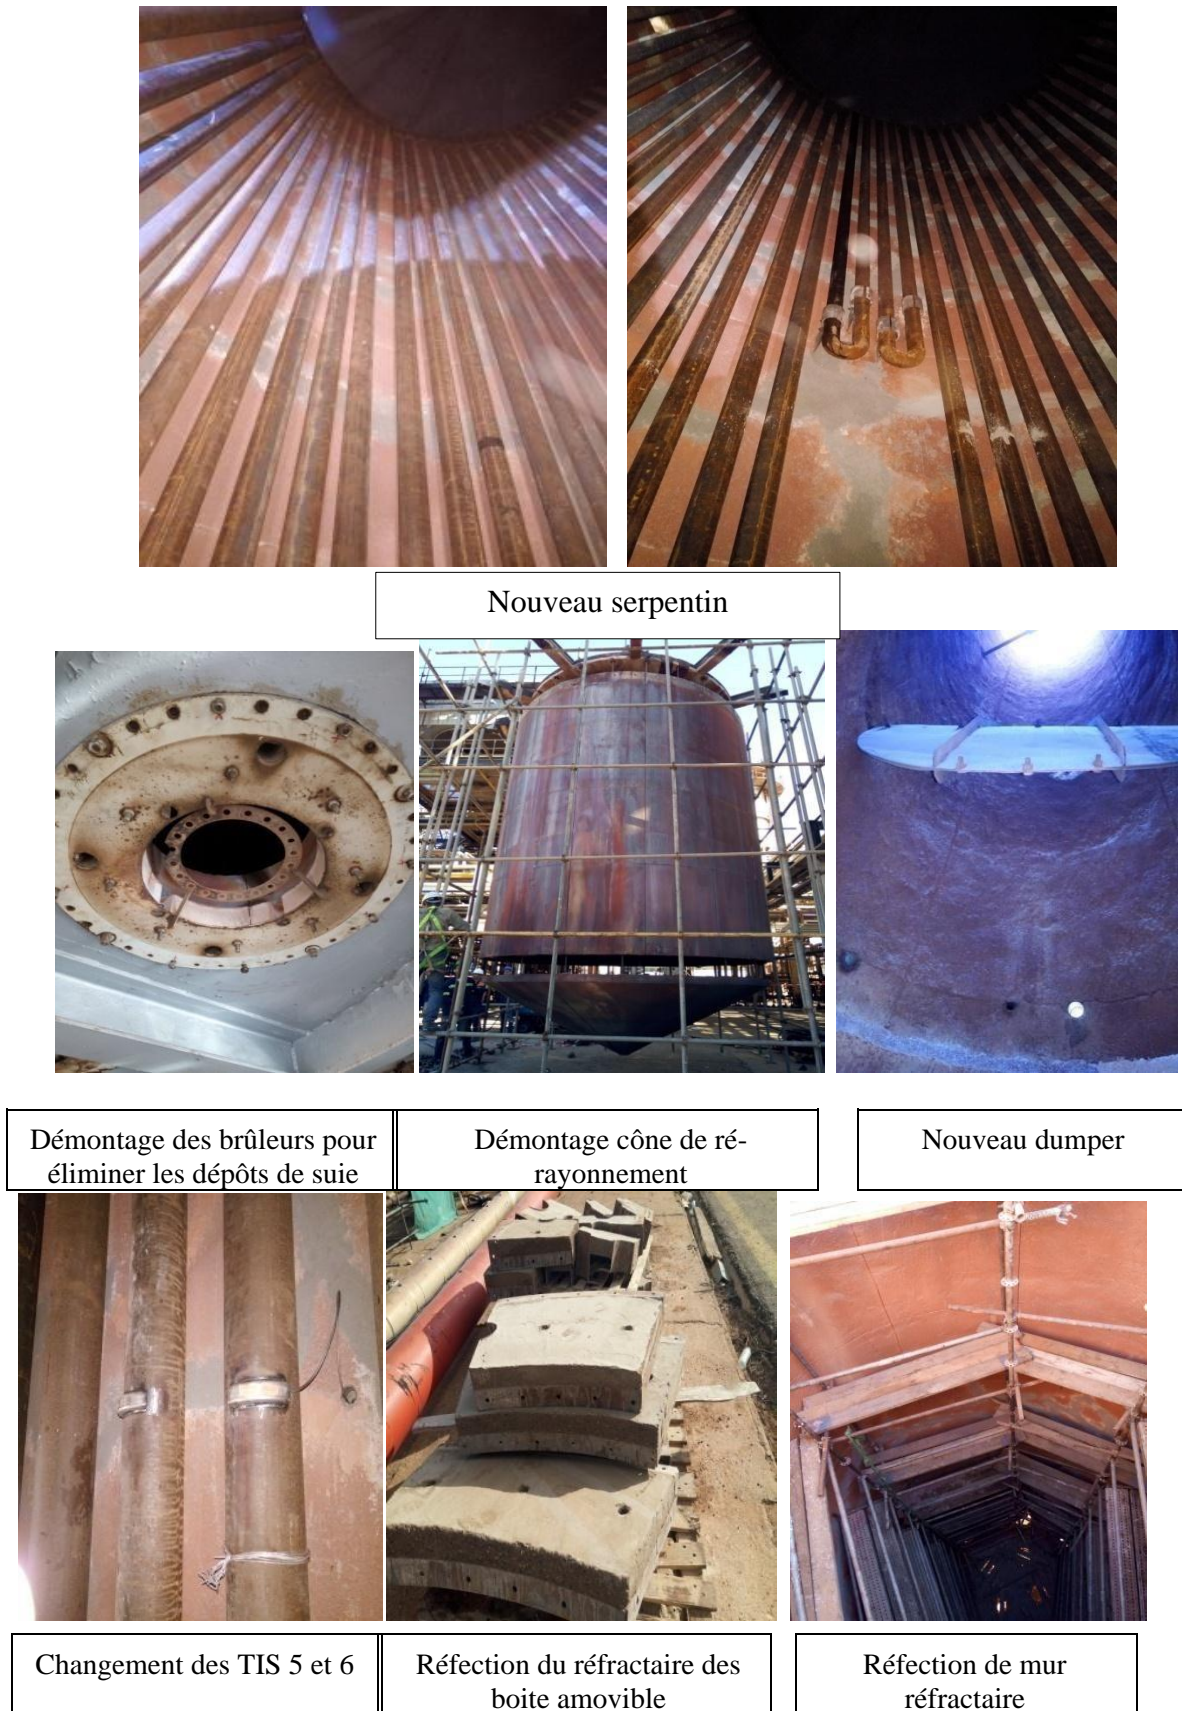 Nouveau serpentin
Démontage des brûleurs pour
éliminer les dépôts de suie
Démontage cône de ré-
rayonnement
Nouveau dumper
Changement des TIS 5 et 6
Réfection du réfractaire des
boite amovible
Réfection de mur
réfractaire